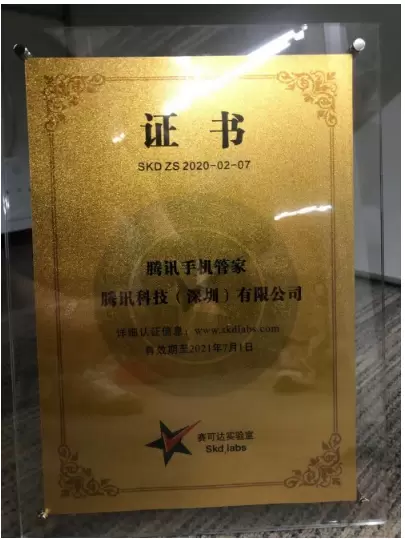 证 书
SKD ZS 2020-02-07
腾讯手机管家
腾讯科技（深圳）有限公司
详细认证信息：www.skdlabs.com
有效期至2021年7月1日
赛可达实验室
Skd labs